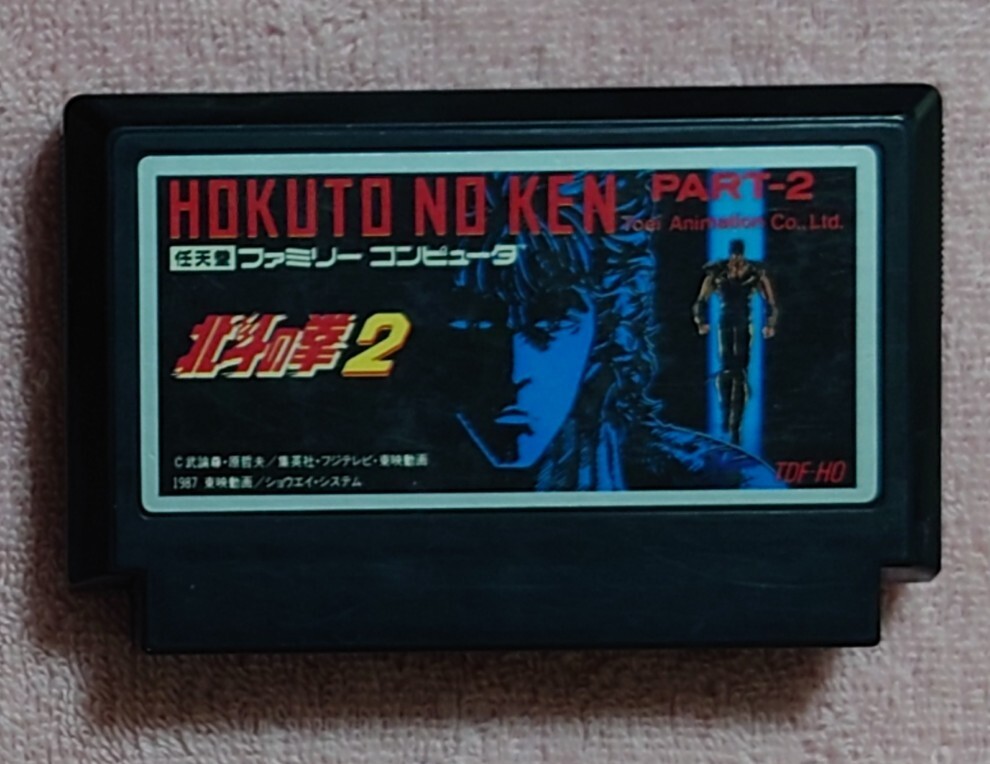 HOKUTO NO KEN PART-2
Toei Animation Co., Ltd.
任天堂 ファミリー コンピュータ
北斗の拳2
©武論尊・原哲夫/集英社・フジテレビ・東映動画
1987 東映動画/ショウエイ・システム
TDF-HO